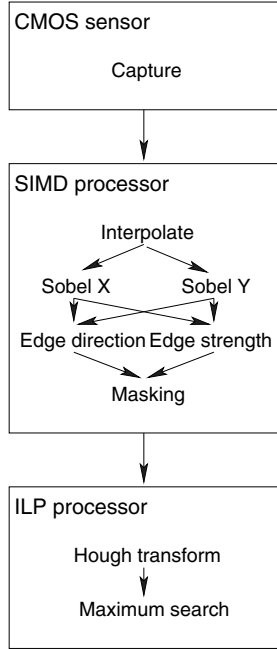 CMOS sensor
Capture
SIMD processor
Interpolate
Sobel X Sobel Y
Edge direction Edge strength
Masking
ILP processor
Hough transform
Maximum search